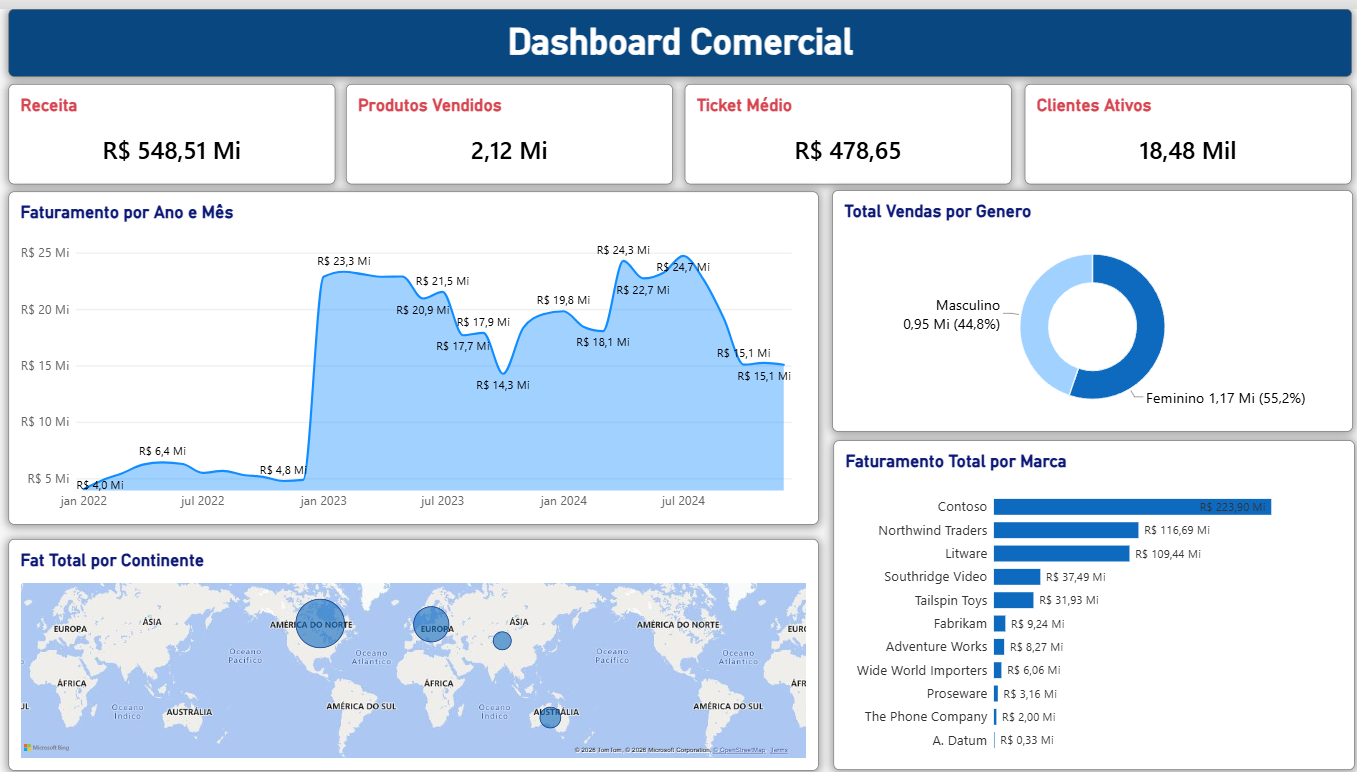 Dashboard Comercial
Receita
R$ 548,51 Mi
Produtos Vendidos
2,12 Mi
Ticket Médio
R$ 478,65
Clientes Ativos
18,48 Mil
Faturamento por Ano e Mês
R$ 25 Mi
R$ 20 Mi
R$ 15 Mi
R$ 10 Mi
R$ 5 Mi
R$ 4,0 Mi
R$ 6,4 Mi
R$ 4,8 Mi
R$ 23,3 Mi
R$ 20,9 Mi
R$ 21,5 Mi
R$ 17,7 Mi
R$ 17,9 Mi
R$ 14,3 Mi
R$ 19,8 Mi
R$ 18,1 Mi
R$ 24,3 Mi
R$ 22,7 Mi
R$ 24,7 Mi
R$ 15,1 Mi
R$ 15,1 Mi
jan 2022
jul 2022
jan 2023
jul 2023
jan 2024
jul 2024
Total Vendas por Genero
Masculino
0,95 Mi (44,8%)
Feminino 1,17 Mi (55,2%)
Fat Total por Continente
EUROPA
ÁSIA
AMÉRICA DO NORTE
EUROPA
ÁSIA
AMÉRICA DO NORTE
EURC
Oceano
Pacífico
Oceano
Atlântico
Oceano
Pacífico
Oceano
Atlântico
ÁFRICA
ÁFRICA
ÁFR
UL
Oceano
Índico
AUSTRÁLIA
AMÉRICA DO SUL
Oceano
Índico
AUSTRÁLIA
AMÉRICA DO SUL
Microsoft Bing
© 2026 TomTom, © 2026 Microsoft Corporation, © OpenStreetMap Terms
Faturamento Total por Marca
Contoso R$ 223,90 Mi
Northwind Traders R$ 116,69 Mi
Litware R$ 109,44 Mi
Southridge Video R$ 37,49 Mi
Tailspin Toys R$ 31,93 Mi
Fabrikam R$ 9,24 Mi
Adventure Works R$ 8,27 Mi
Wide World Importers R$ 6,06 Mi
Proseware R$ 3,16 Mi
The Phone Company R$ 2,00 Mi
A. Datum R$ 0,33 Mi